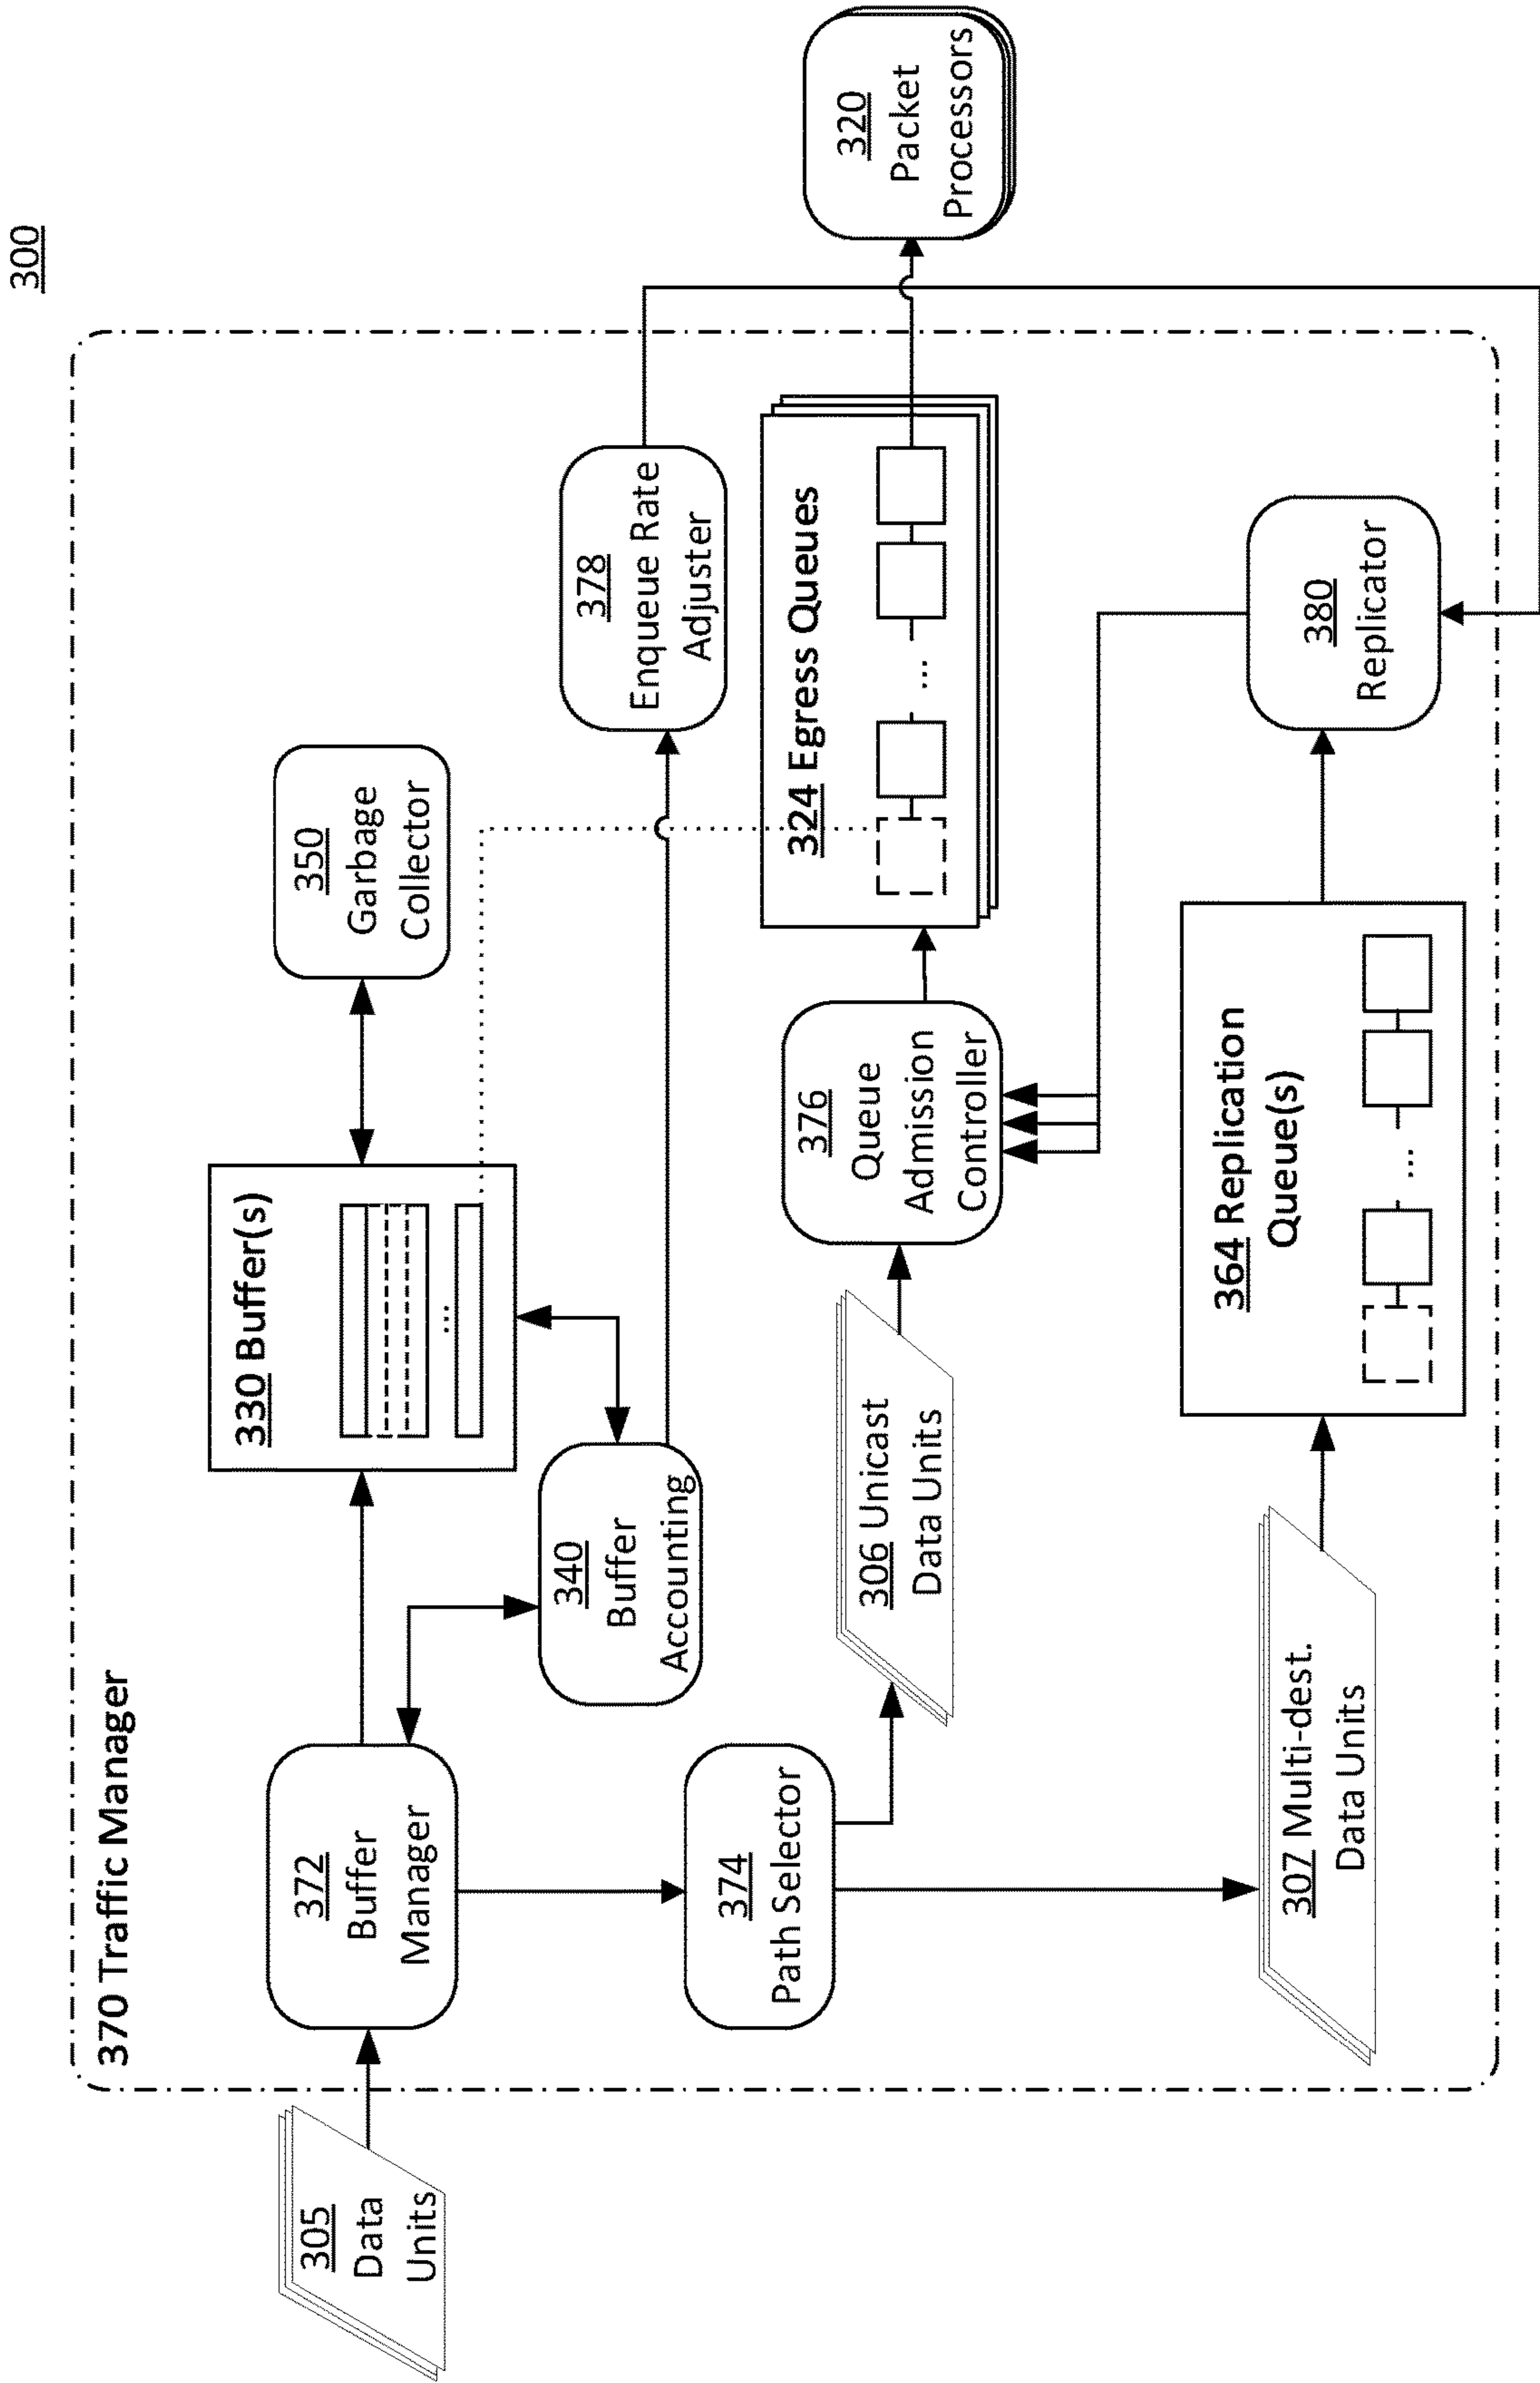 300
370 Traffic Manager
305
Data
Units
372
Buffer
Manager
330 Buffer(s)
...
350
Garbage
Collector
340
Buffer
Accounting
378
Enqueue Rate
Adjuster
374
Path Selector
306 Unicast
Data Units
376
Queue
Admission
Controller
324 Egress Queues
...
320
Packet
Processors
307 Multi-dest.
Data Units
364 Replication
Queue(s)
...
380
Replicator